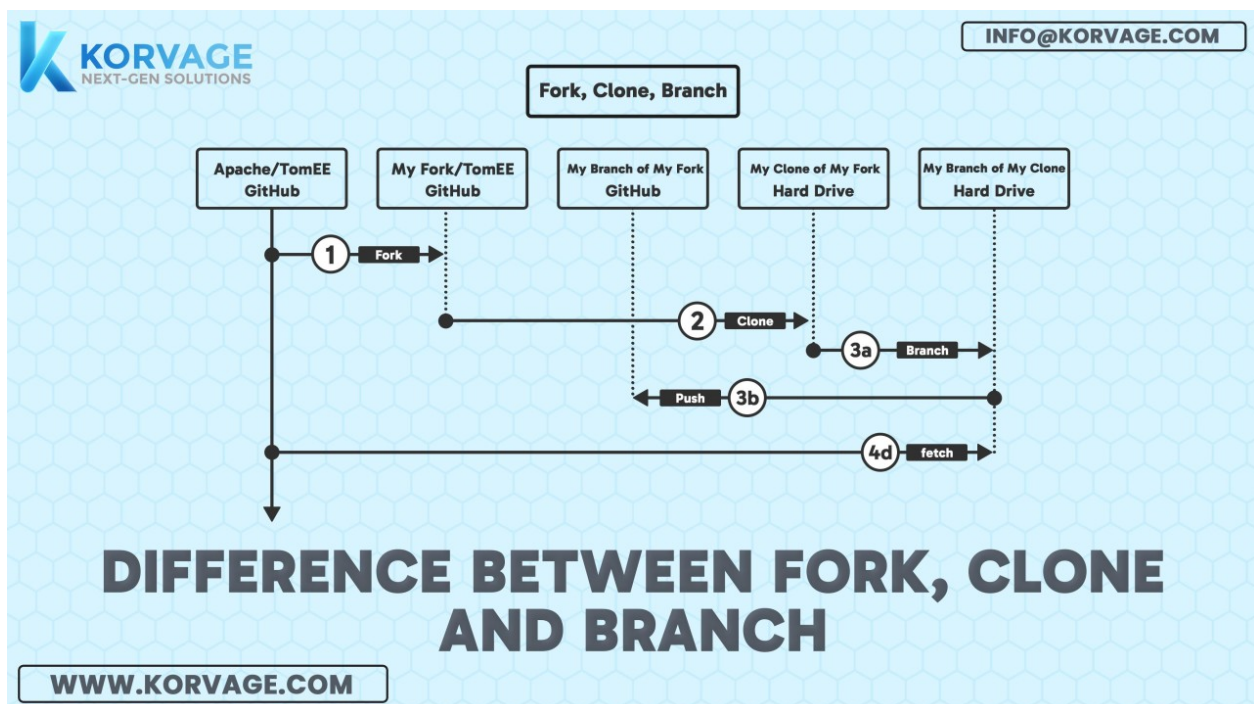 KORVAGE
NEXT-GEN SOLUTIONS
INFO@KORVAGE.COM
Fork, Clone, Branch
Apache/TomEE
GitHub
My Fork/TomEE
GitHub
My Branch of My Fork
GitHub
My Clone of My Fork
Hard Drive
My Branch of My Clone
Hard Drive
1 Fork
2 Clone
3a Branch
Push 3b
4d fetch
DIFFERENCE BETWEEN FORK, CLONE
AND BRANCH
WWW.KORVAGE.COM